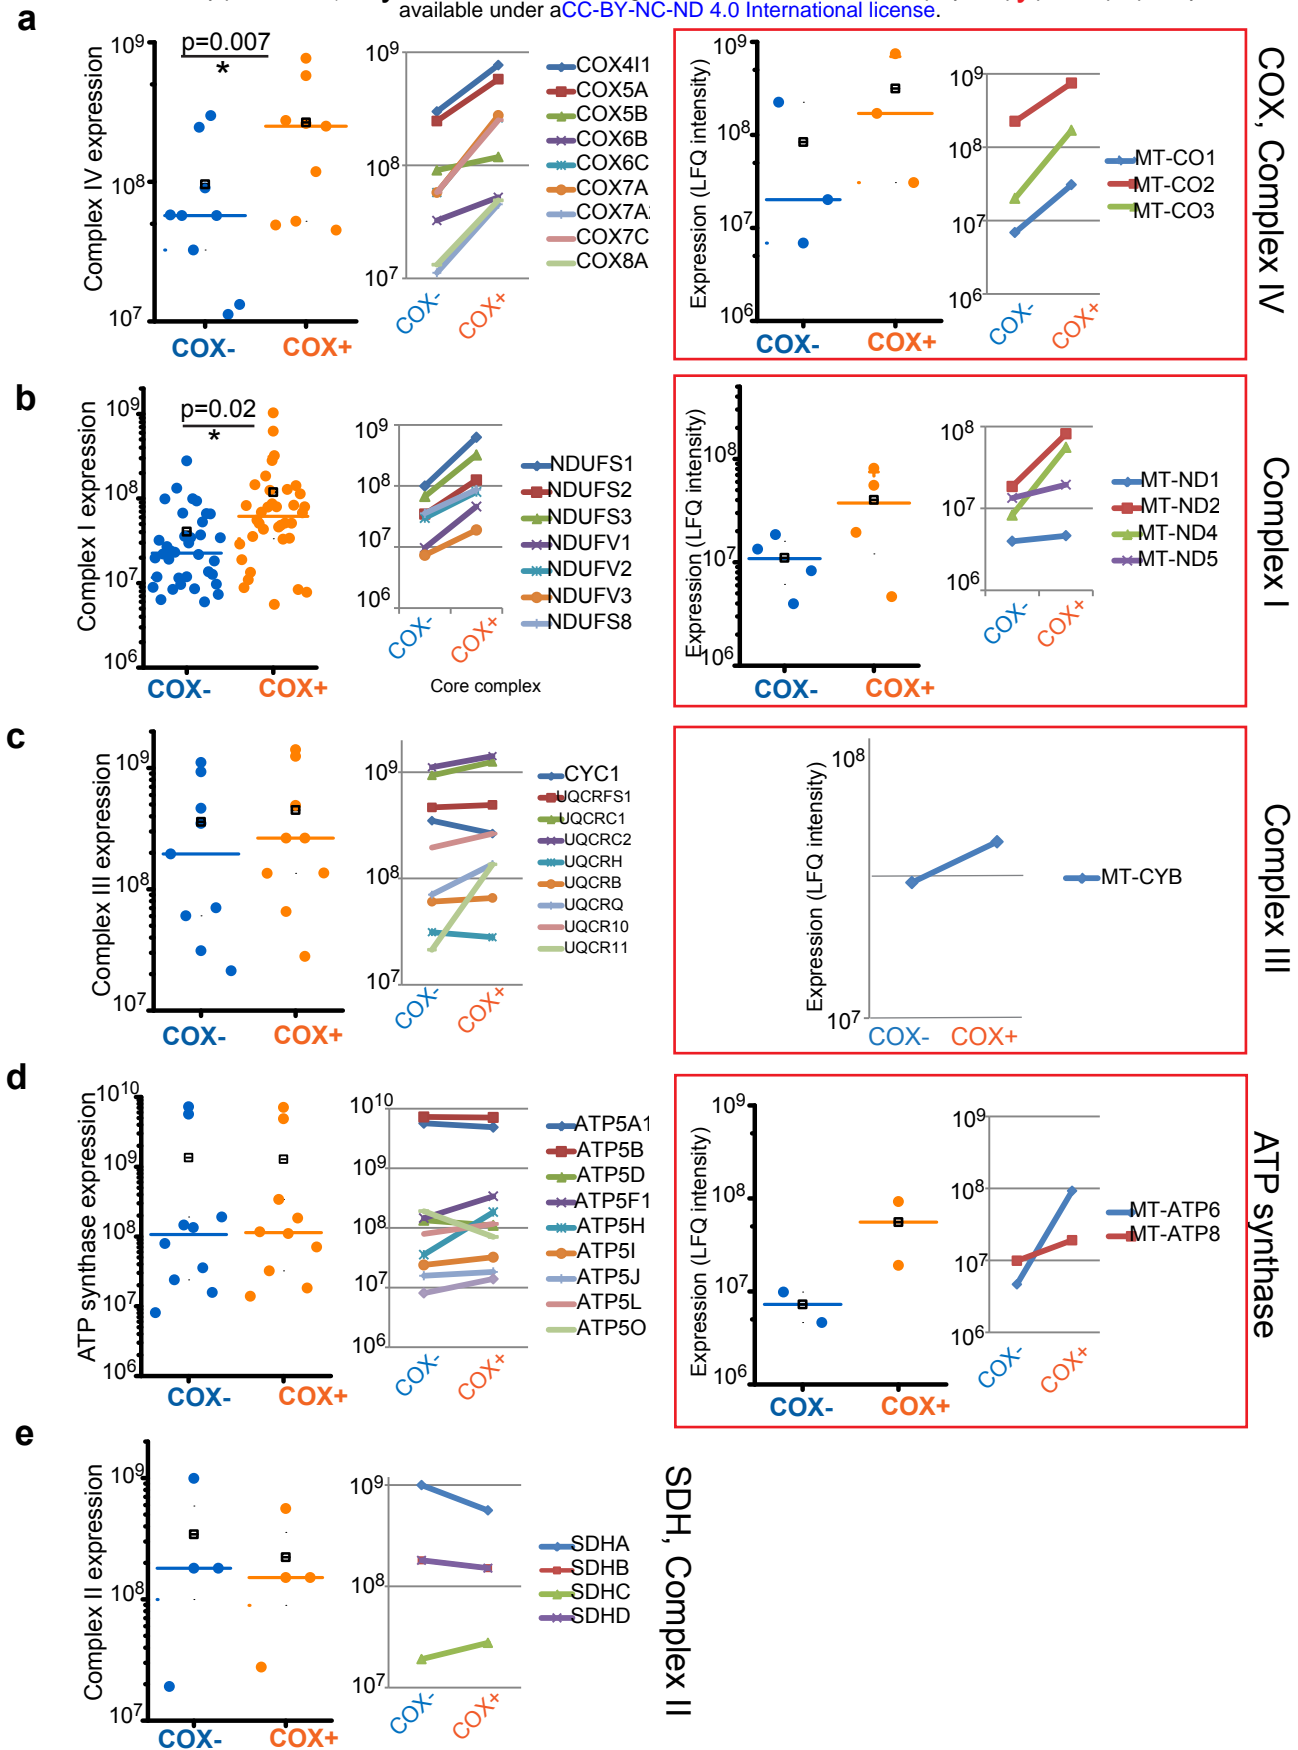 available under aCC-BY-NC-ND 4.0 International license.
a
Complex IV expression
10^9
10^8
10^7
p=0.007
*
COX-
COX+
10^9
10^8
10^7
COX-
COX+
COX4I1
COX5A
COX5B
COX6B
COX6C
COX7A
COX7A
COX7C
COX8A
Expression (LFQ intensity)
10^9
10^8
10^7
10^6
COX-
COX+
10^9
10^8
10^7
10^6
COX-
COX+
MT-CO1
MT-CO2
MT-CO3
COX, Complex IV
b
Complex I expression
10^9
10^8
10^7
10^6
p=0.02
*
COX-
COX+
10^9
10^8
10^7
10^6
COX-
COX+
Core complex
NDUFS1
NDUFS2
NDUFS3
NDUFV1
NDUFV2
NDUFV3
NDUFS8
Expression (LFQ intensity)
10^8
10^7
10^6
COX-
COX+
10^8
10^7
10^6
COX-
COX+
MT-ND1
MT-ND2
MT-ND4
MT-ND5
Complex I
c
Complex III expression
10^9
10^8
10^7
COX-
COX+
10^9
10^8
10^7
COX-
COX+
CYC1
UQCRFS1
UQCRC1
UQCRC2
UQCRH
UQCRB
UQCRQ
UQCR10
UQCR11
Expression (LFQ intensity)
10^8
10^7
COX-
COX+
MT-CYB
Complex III
d
ATP synthase expression
10^10
10^9
10^8
10^7
10^6
COX-
COX+
10^10
10^9
10^8
10^7
10^6
COX-
COX+
ATP5A1
ATP5B
ATP5D
ATP5F1
ATP5H
ATP5I
ATP5J
ATP5L
ATP5O
Expression (LFQ intensity)
10^9
10^8
10^7
10^6
COX-
COX+
10^9
10^8
10^7
10^6
COX-
COX+
MT-ATP6
MT-ATP8
ATP synthase
e
Complex II expression
10^9
10^8
10^7
COX-
COX+
10^9
10^8
10^7
COX-
COX+
SDHA
SDHB
SDHC
SDHD
SDH, Complex II